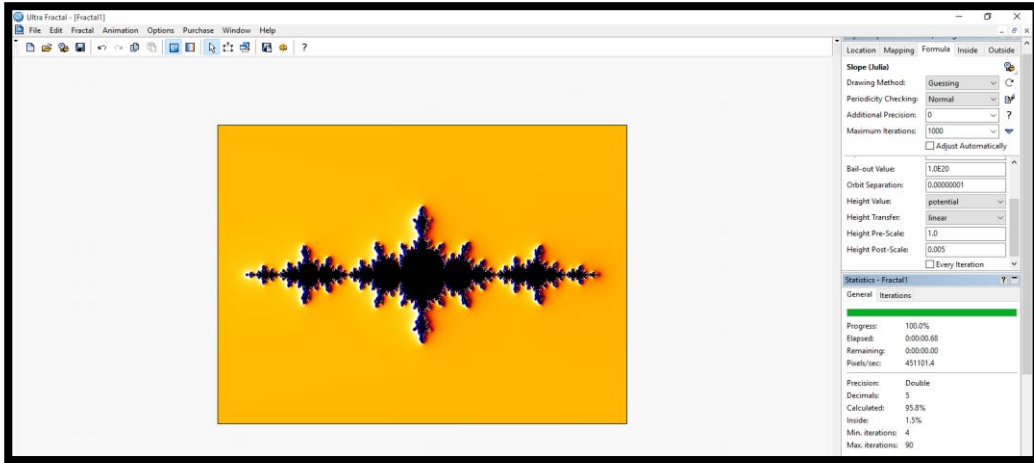 Ultra Fractal - [Fractal1]
File Edit Fractal Animation Options Purchase Window Help
?
Location Mapping Formula Inside Outside
Slope (Julia)
Drawing Method: Guessing
Periodicity Checking: Normal
Additional Precision: 0 ?
Maximum Iterations: 1000
Adjust Automatically
Bail-out Value: 1.0E20
Orbit Separation: 0.00000001
Height Value: potential
Height Transfer: linear
Height Pre-Scale: 1.0
Height Post-Scale: 0.005
Every Iteration
Statistics - Fractal1 ?
General Iterations
Progress: 100.0%
Elapsed: 0:00:00.68
Remaining: 0:00:00.00
Pixels/sec: 451101.4
Precision: Double
Decimals: 5
Calculated: 95.8%
Inside: 1.5%
Min. iterations: 4
Max. iterations: 90